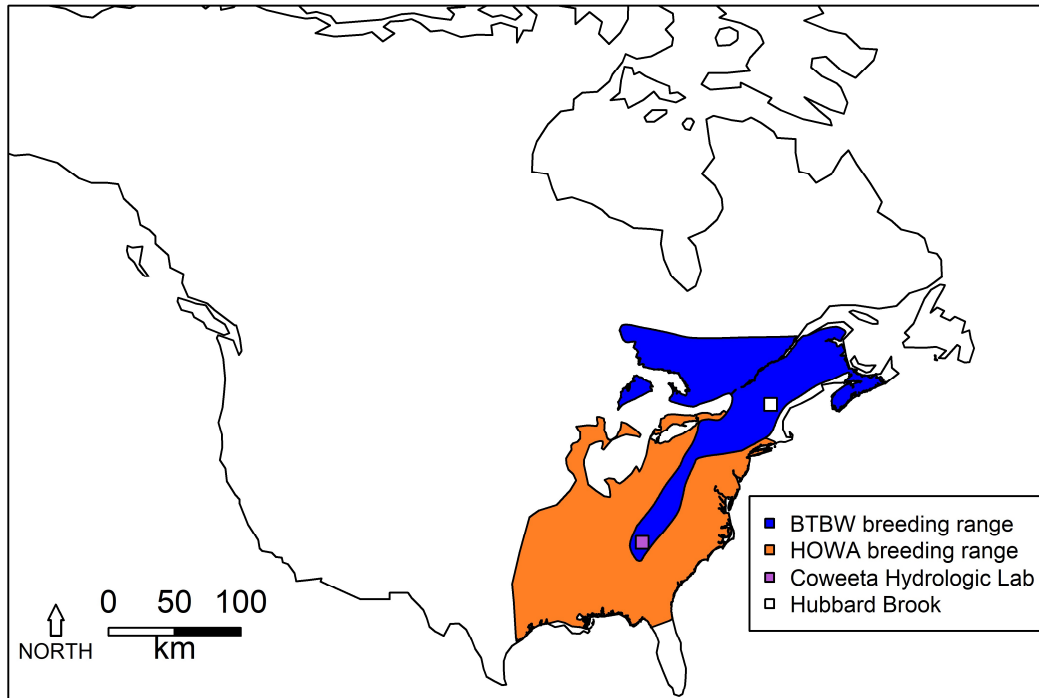 BTBW breeding range
HOWA breeding range
Coweeta Hydrologic Lab
Hubbard Brook
0 50 100
km
NORTH